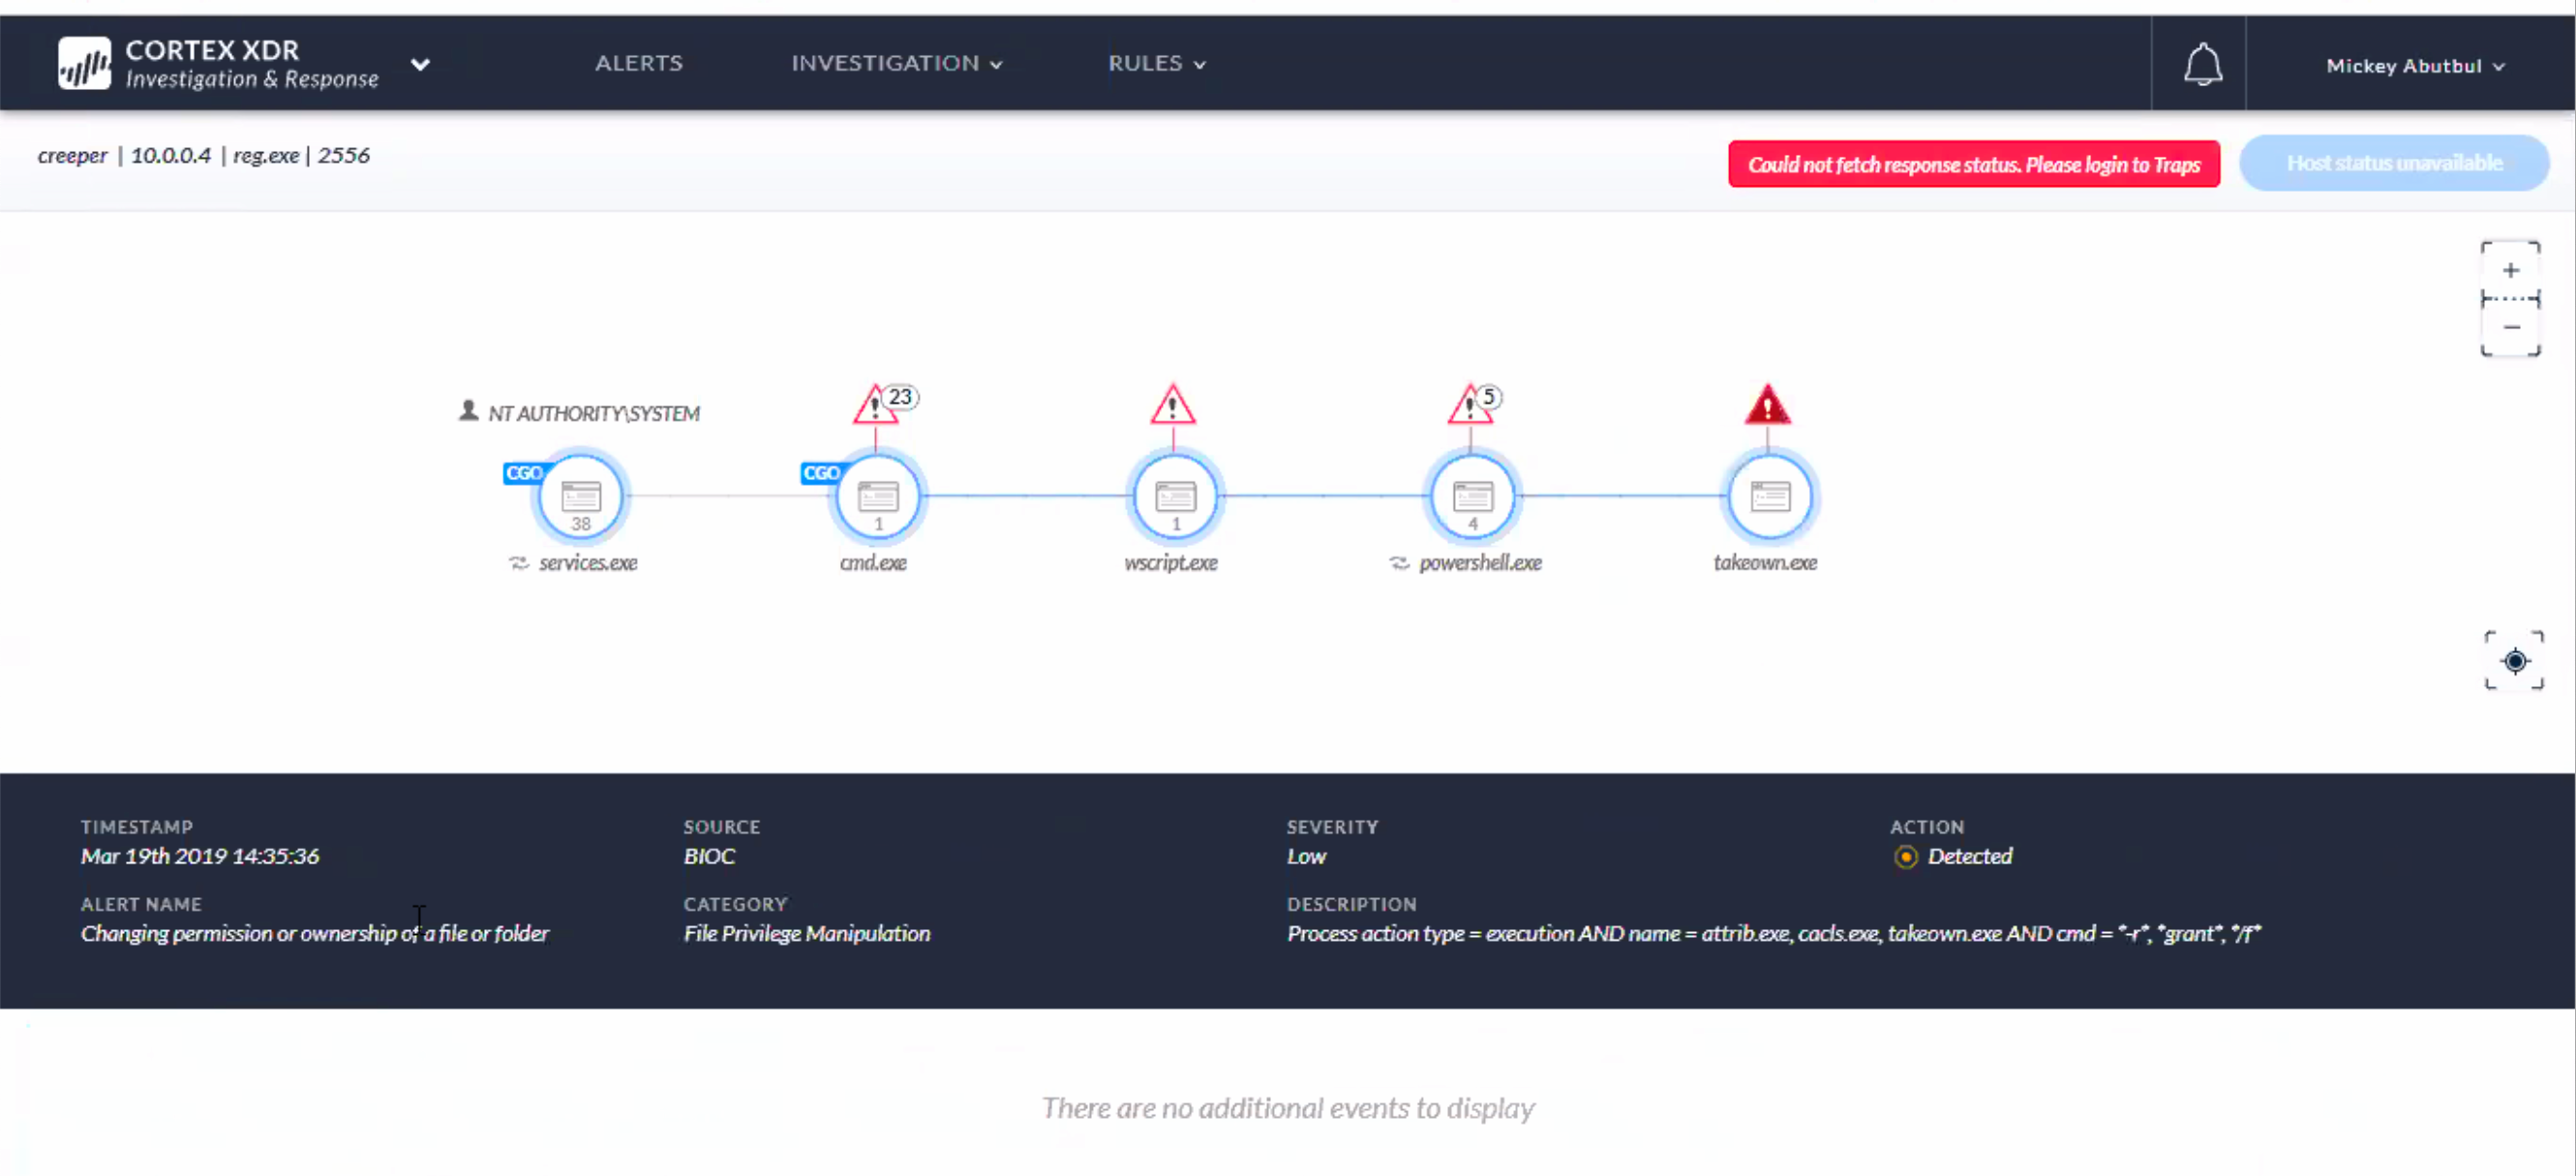 CORTEX XDR
Investigation & Response
ALERTS
INVESTIGATION
RULES
Mickey Abutbul
creeper | 10.0.0.4 | reg.exe | 2556
Could not fetch response status. Please login to Traps
Host status unavailable
+
−
NT AUTHORITY\SYSTEM
23
5
CGO
CGO
38
1
1
4
services.exe
cmd.exe
wscript.exe
powershell.exe
takeown.exe
TIMESTAMP
Mar 19th 2019 14:35:36
SOURCE
BIOC
SEVERITY
Low
ACTION
Detected
ALERT NAME
Changing permission or ownership of a file or folder
CATEGORY
File Privilege Manipulation
DESCRIPTION
Process action type = execution AND name = attrib.exe, cacls.exe, takeown.exe AND cmd = *-r*, *grant*, */f*
There are no additional events to display